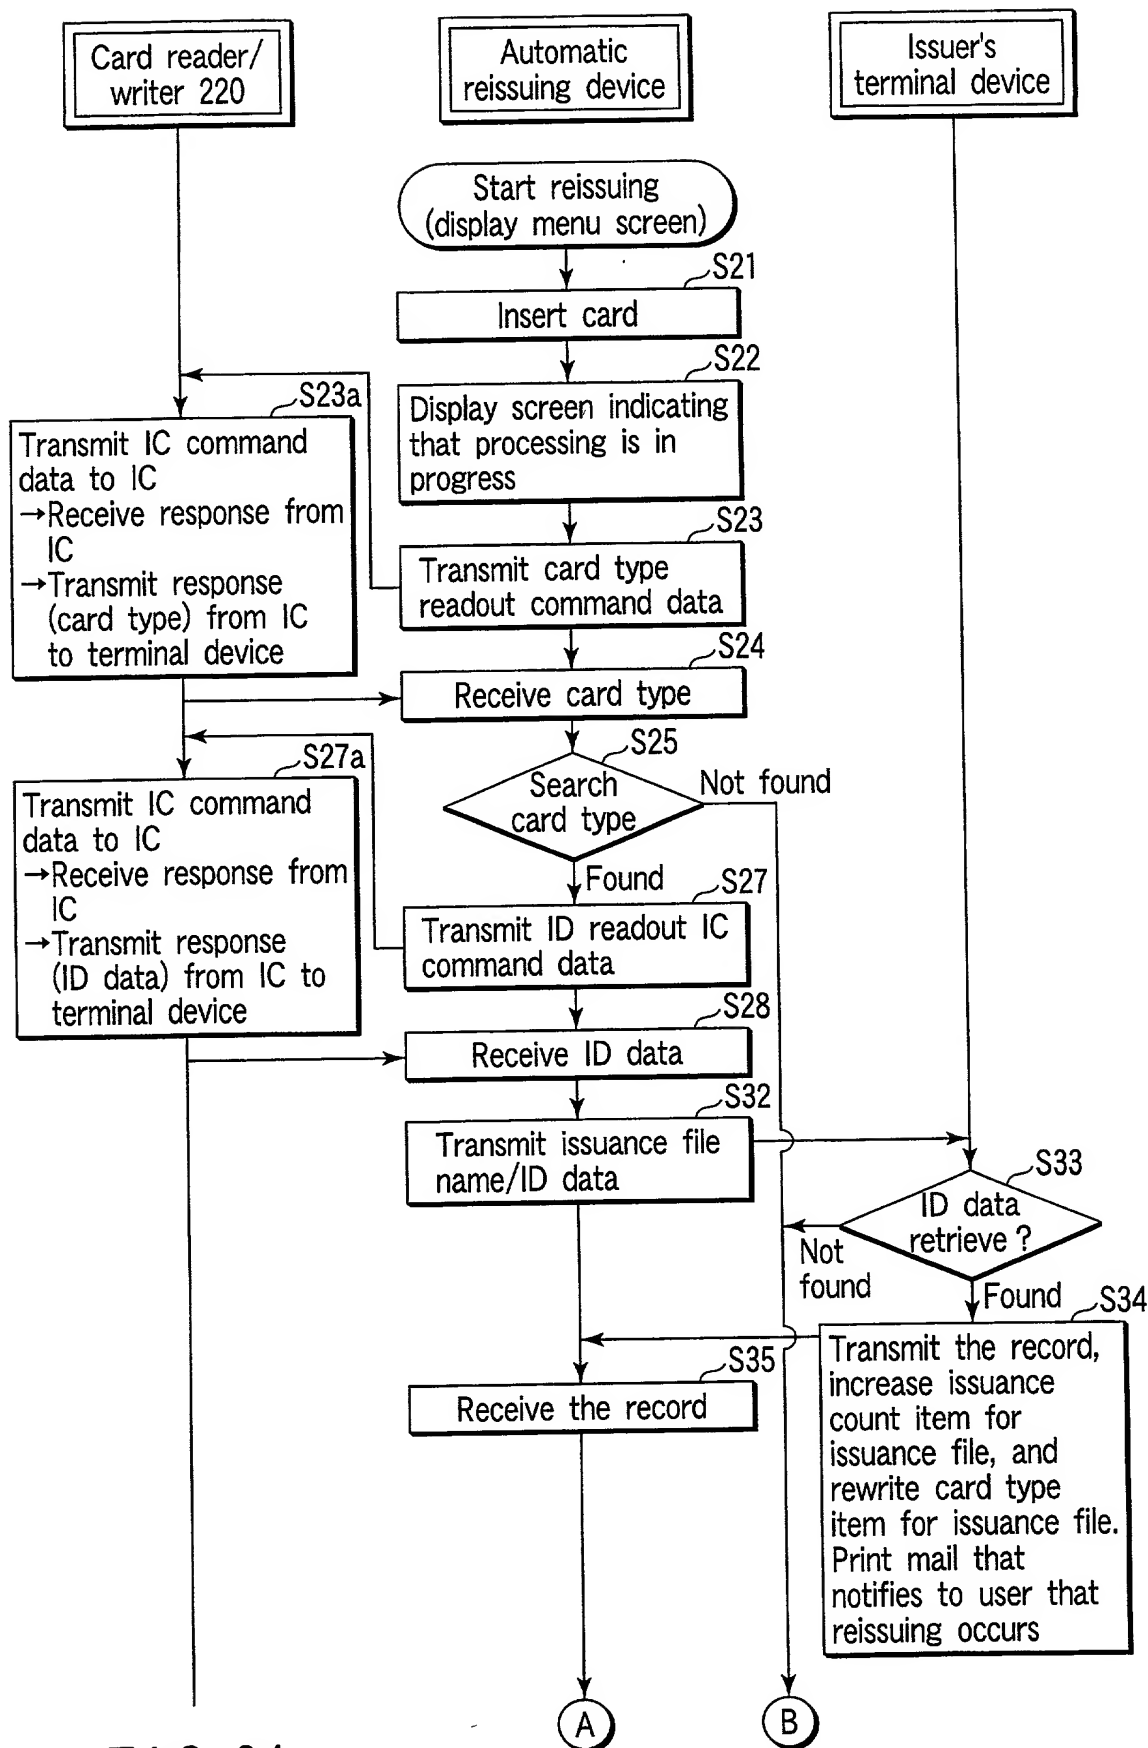 Card reader/
writer 220
Automatic
reissuing device
Issuer's
terminal device
Start reissuing
(display menu screen)
S21
Insert card
S22
Display screen indicating
that processing is in
progress
S23a
Transmit IC command
data to IC
→Receive response from
IC
→Transmit response
(card type) from IC
to terminal device
S23
Transmit card type
readout command data
S24
Receive card type
S25
Search
card type
Not found
Found
S27a
Transmit IC command
data to IC
→Receive response from
IC
→Transmit response
(ID data) from IC to
terminal device
S27
Transmit ID readout IC
command data
S28
Receive ID data
S32
Transmit issuance file
name/ID data
S33
ID data
retrieve ?
Not
found
Found
S34
Transmit the record,
increase issuance
count item for
issuance file, and
rewrite card type
item for issuance file.
Print mail that
notifies to user that
reissuing occurs
S35
Receive the record
A
B